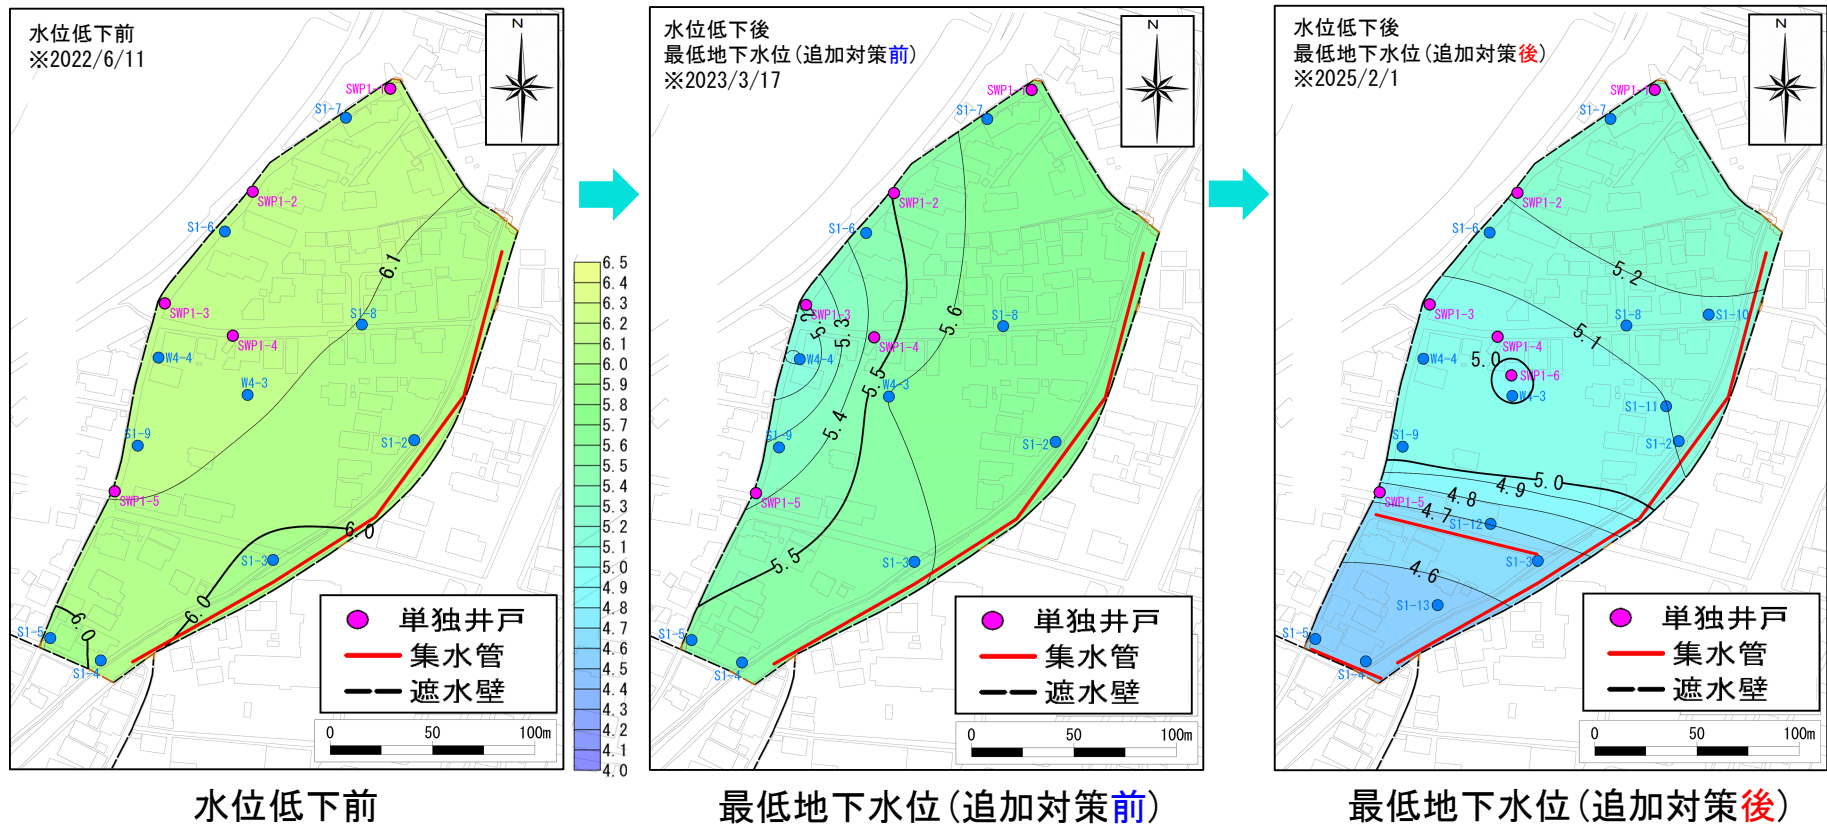 水位低下前
※2022/6/11
N
SWP1-1
S1-7
SWP1-2
S1-6
6.1
SWP1-3
S1-8
SWP1-4
W4-4
W4-3
S1-9
S1-2
SWP1-5
6.0
S1-3
6.0
6.0
S1-5
S1-4
単独井戸
集水管
遮水壁
0 50 100m
6.5
6.4
6.3
6.2
6.1
6.0
5.9
5.8
5.7
5.6
5.5
5.4
5.3
5.2
5.1
5.0
4.9
4.8
4.7
4.6
4.5
4.4
4.3
4.2
4.1
4.0
水位低下前
水位低下後
最低地下水位(追加対策前)
※2023/3/17
N
SWP1-1
S1-7
SWP1-2
S1-6
SWP1-3
5.2
5.3
5.6
S1-8
SWP1-4
W4-4
5.5
W4-3
5.4
S1-9
S1-2
SWP1-5
5.5
S1-3
S1-5
S1-4
単独井戸
集水管
遮水壁
0 50 100m
最低地下水位(追加対策前)
水位低下後
最低地下水位(追加対策後)
※2025/2/1
N
SWP1-1
S1-7
SWP1-2
S1-6
5.2
SWP1-3
S1-8
S1-10
5.1
SWP1-4
W4-4
5.0
SWP1-6
W4-3
S1-11
S1-9
S1-2
5.0
4.9
4.8
SWP1-5
4.7
S1-12
S1-3
4.6
S1-13
S1-5
S1-4
単独井戸
集水管
遮水壁
0 50 100m
最低地下水位(追加対策後)